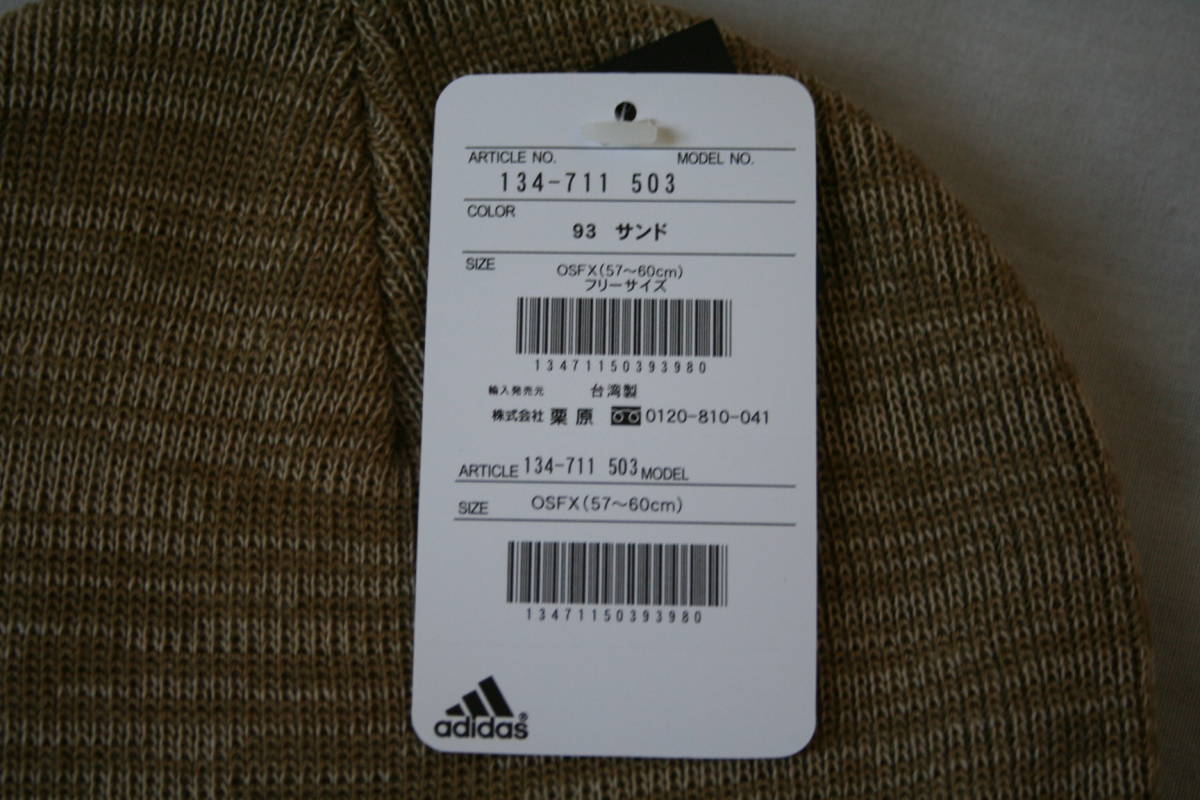 ARTICLE NO. MODEL NO.
134-711 503
COLOR
93 サンド
SIZE OSFX(57～60cm)
フリーサイズ
13471150393980
輸入発売元 台湾製
株式会社 栗原 0120-810-041
ARTICLE 134-711 503 MODEL
SIZE OSFX(57～60cm)
13471150393980
adidas®